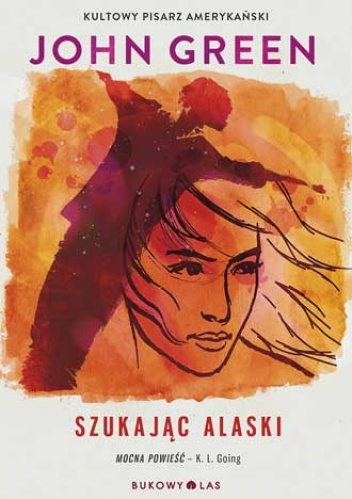 KULTOWY PISARZ AMERYKAŃSKI
JOHN GREEN
SZUKAJĄC ALASKI
MOCNA POWIEŚĆ – K. L. Going
BUKOWY LAS